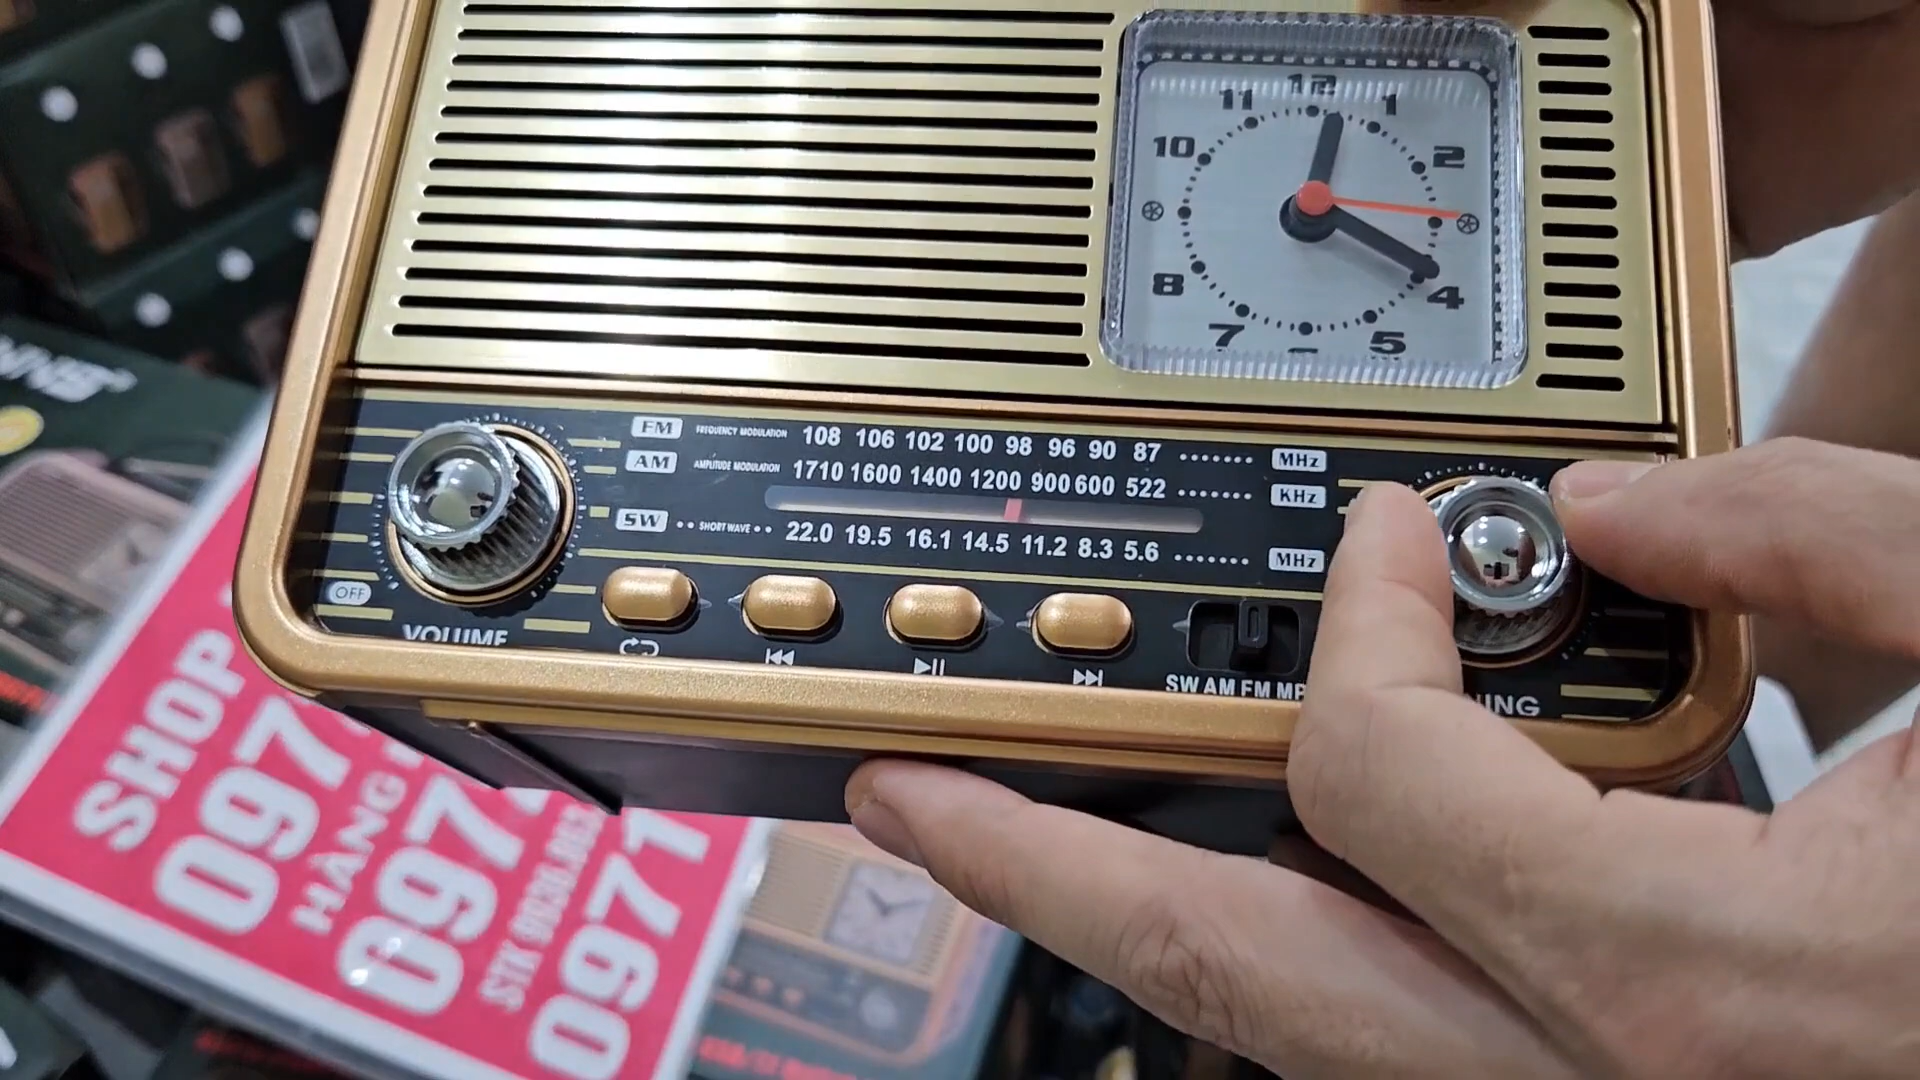 12
11 1
10 2
8 4
7 5
FM FREQUENCY MODULATION 108 106 102 100 98 96 90 87 MHz
AM AMPLITUDE MODULATION 1710 1600 1400 1200 900 600 522 KHz
SW SHORT WAVE 22.0 19.5 16.1 14.5 11.2 8.3 5.6 MHz
OFF
VOLUME
SW AM FM
SHOP
097
HÀNG
097
STK
0971